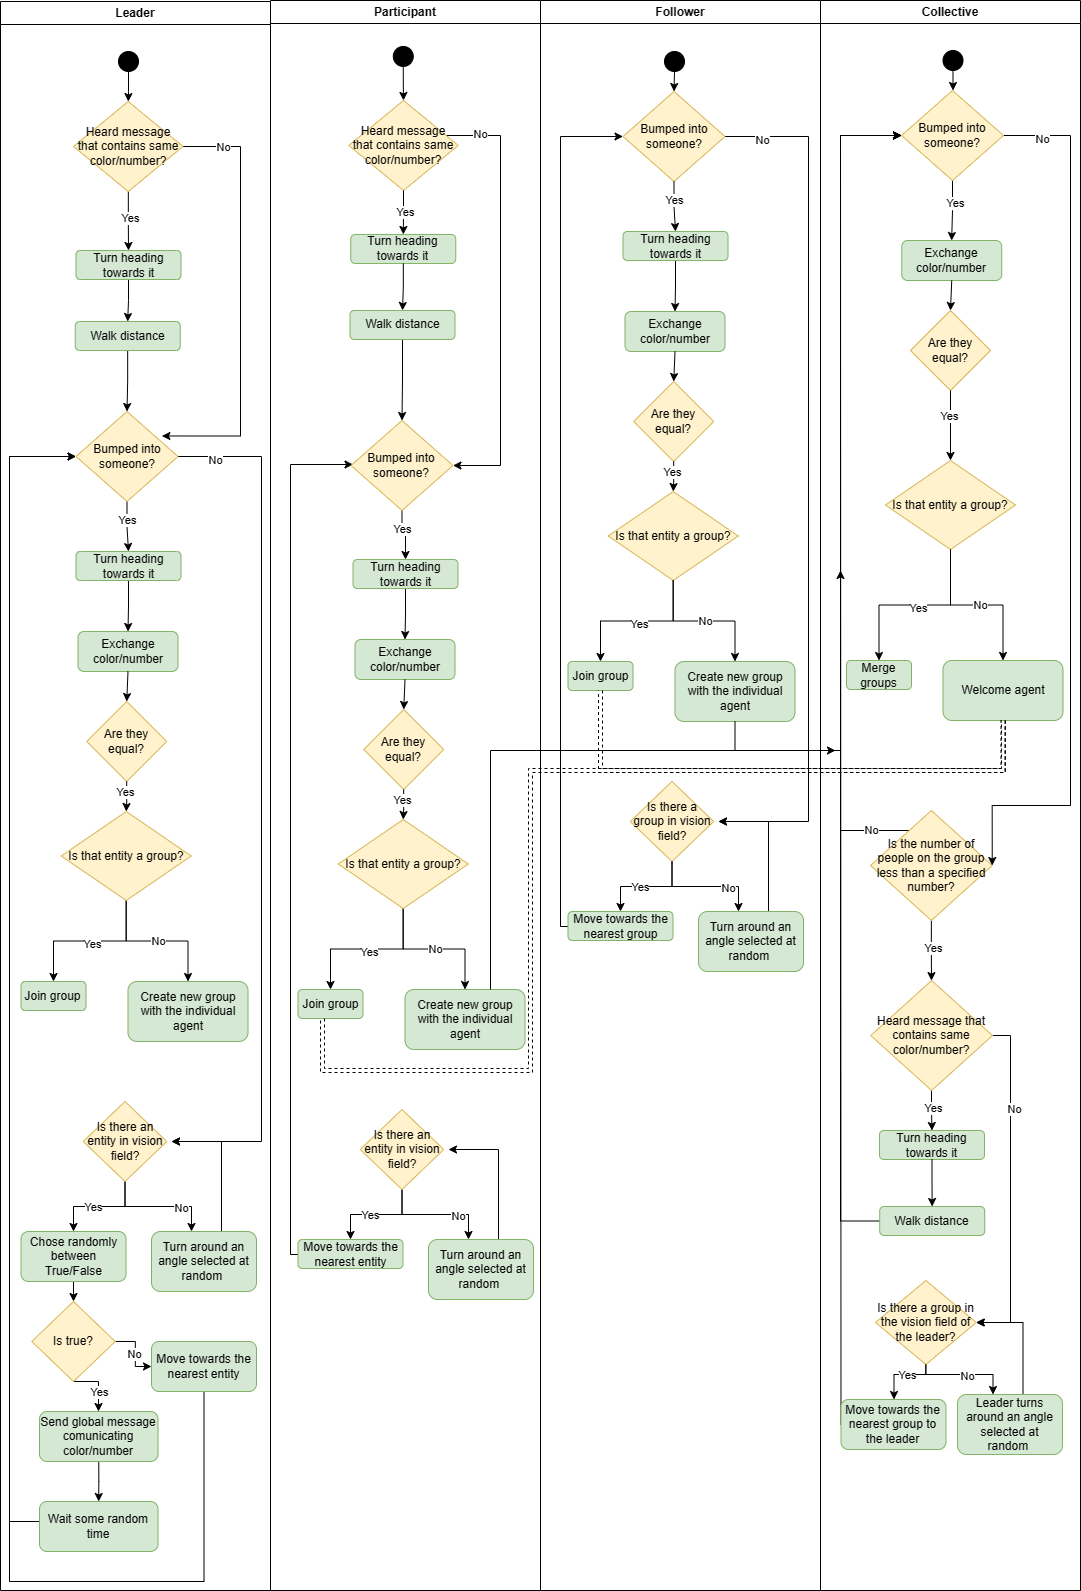 Leader
Heard message
that contains same
color/number?
No
Yes
Turn heading
towards it
Walk distance
Bumped into
someone?
No
Yes
Turn heading
towards it
Exchange
color/number
Are they
equal?
Yes
Is that entity a group?
Yes
No
Join group
Create new group
with the individual
agent
Is there an
entity in vision
field?
Yes
No
Chose randomly
between
True/False
Turn around an
angle selected at
random
Is true?
No
Move towards the
nearest entity
Yes
Send global message
comunicating
color/number
Wait some random
time
Participant
Heard message
that contains same
color/number?
No
Yes
Turn heading
towards it
Walk distance
Bumped into
someone?
Yes
Turn heading
towards it
Exchange
color/number
Are they
equal?
Yes
Is that entity a group?
Yes
No
Join group
Create new group
with the individual
agent
Is there an
entity in vision
field?
Yes
No
Move towards the
nearest entity
Turn around an
angle selected at
random
Follower
Bumped into
someone?
No
Yes
Turn heading
towards it
Exchange
color/number
Are they
equal?
Yes
Is that entity a group?
Yes
No
Join group
Create new group
with the individual
agent
Is there a
group in vision
field?
Yes
No
Move towards the
nearest group
Turn around an
angle selected at
random
Collective
Bumped into
someone?
No
Yes
Exchange
color/number
Are they
equal?
Yes
Is that entity a group?
Yes
No
Merge
groups
Welcome agent
No
Is the number of
people on the group
less than a specified
number?
Yes
Heard message that
contains same
color/number?
Yes
No
Turn heading
towards it
Walk distance
Is there a group in
the vision field of
the leader?
Yes
No
Move towards the
nearest group to
the leader
Leader turns
around an angle
selected at
random